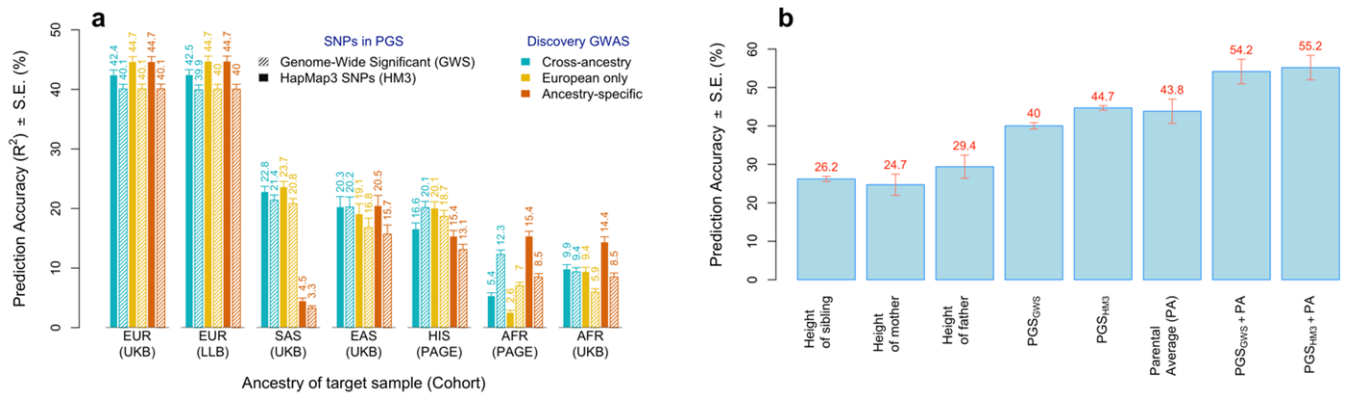 a
Prediction Accuracy (R²) ± S.E. (%)
50
40
30
20
10
0
SNPs in PGS
Genome-Wide Significant (GWS)
HapMap3 SNPs (HM3)
Discovery GWAS
Cross-ancestry
European only
Ancestry-specific
42.4
40.1
44.7
40.1
44.7
40.1
42.5
39.9
44.7
40
44.7
40
22.8
21.4
23.7
20.8
4.5
3.3
20.3
20.2
19.1
16.8
20.5
15.7
16.6
20.1
20.1
18.7
15.4
13.1
5.4
12.3
2.6
7
15.4
8.5
9.9
9.4
9.4
5.9
14.4
8.5
EUR
(UKB)
EUR
(LLB)
SAS
(UKB)
EAS
(UKB)
HIS
(PAGE)
AFR
(PAGE)
AFR
(UKB)
Ancestry of target sample (Cohort)
b
Prediction Accuracy ± S.E. (%)
60
50
40
30
20
10
0
26.2
24.7
29.4
40
44.7
43.8
54.2
55.2
Height
of sibling
Height
of mother
Height
of father
PGS_GWS
PGS_HM3
Parental
Average (PA)
PGS_GWS + PA
PGS_HM3 + PA